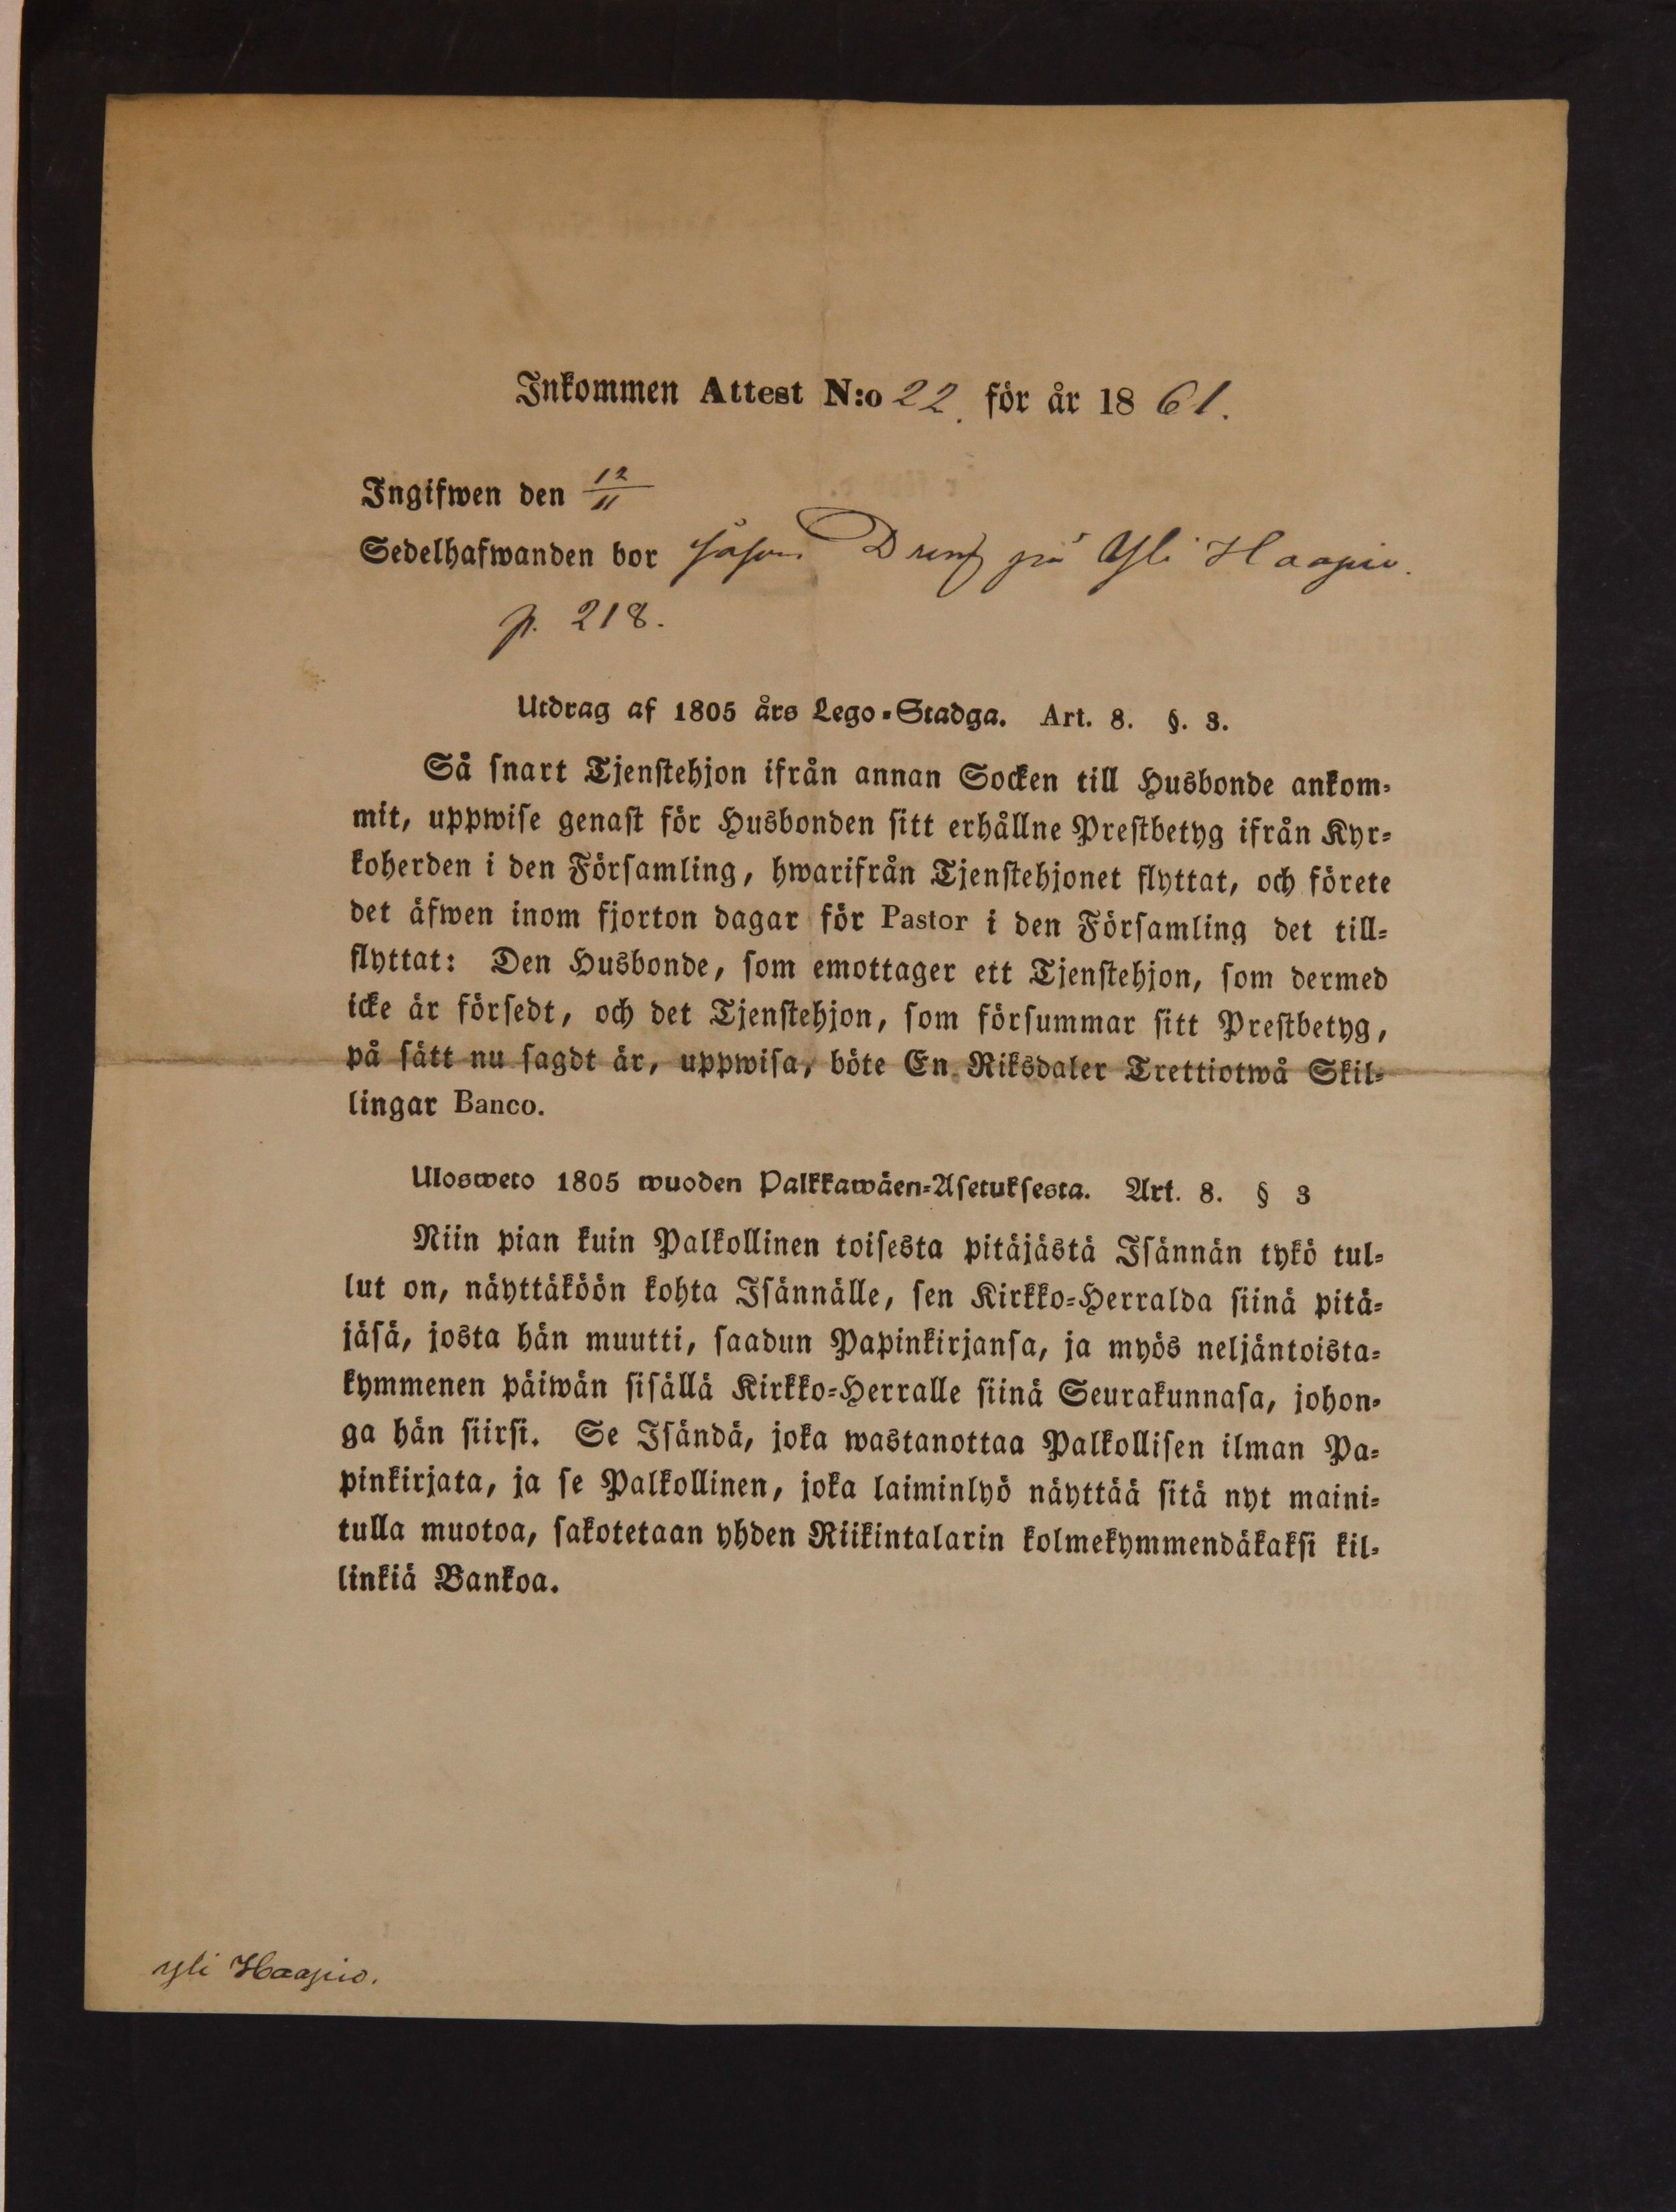 Inkommen Attest N:o 22. för år 1861.
Ingifwen den 12/11
Sedelhafwanden bor såsom Dreng på Yli Haapio.
p. 218.
Utdrag af 1805 års Lego-Stadga. Art. 8. §. 3.
Så snart Tjenstehjon ifrån annan Socken till Husbonde ankom-
mit, uppwise genast för Husbonden sitt erhållne Prestbetyg ifrån Kyr-
koherden i den Församling, hwarifrån Tjenstehjonet flyttat, och förete
det äfwen inom fjorton dagar för Pastor i den Församling det till-
flyttat: Den Husbonde, som emottager ett Tjenstehjon, som dermed
icke är försedt, och det Tjenstehjon, som försummar sitt Prestbetyg,
på sätt nu sagdt är, uppwisa, böte En Riksdaler Trettiotwå Skil-
lingar Banco.
Ulosweto 1805 wuoden Palkkawäen-Asetuksesta. Art. 8. § 3
Niin pian kuin Palkollinen toisesta pitäjästä Isännän tykö tul-
lut on, näyttäköön kohta Isännälle, sen Kirkko-Herralda siinä pitä-
jäsä, josta hän muutti, saadun Papinkirjansa, ja myös neljäntoista-
kymmenen päiwän sisällä Kirkko-Herralle siinä Seurakunnasa, johon-
ga hän siirsi. Se Isändä, joka wastanottaa Palkollisen ilman Pa-
pinkirjata, ja se Palkollinen, joka laiminlyö näyttää sitä nyt maini-
tulla muotoa, sakotetaan yhden Riikintalarin kolmekymmendäkaksi kil-
linkiä Bankoa.
Yli Haapio.